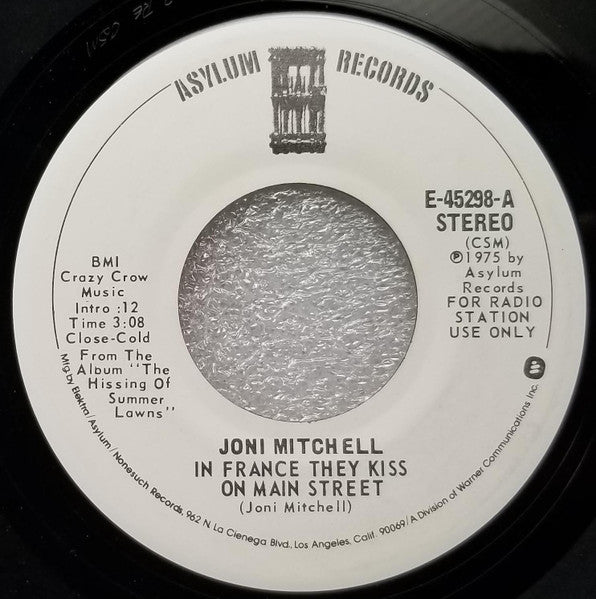 ASYLUM RECORDS
E-45298-A
STEREO
(CSM)
℗1975 by
Asylum
Records
FOR RADIO
STATION
USE ONLY
BMI
Crazy Crow
Music
Intro :12
Time 3:08
Close-Cold
From The
Album "The
Hissing Of
Summer
Lawns"
JONI MITCHELL
IN FRANCE THEY KISS
ON MAIN STREET
(Joni Mitchell)
Mfg by Elektra/Asylum/Nonesuch Records, 962 N. La Cienega Blvd., Los Angeles, Calif. 90069/A Division of Warner Communications Inc.